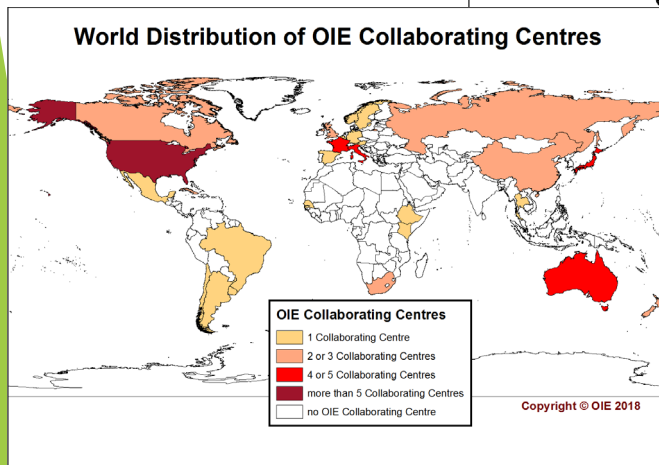 World Distribution of OIE Collaborating Centres
OIE Collaborating Centres
1 Collaborating Centre
2 or 3 Collaborating Centres
4 or 5 Collaborating Centres
more than 5 Collaborating Centres
no OIE Collaborating Centre
Copyright © OIE 2018